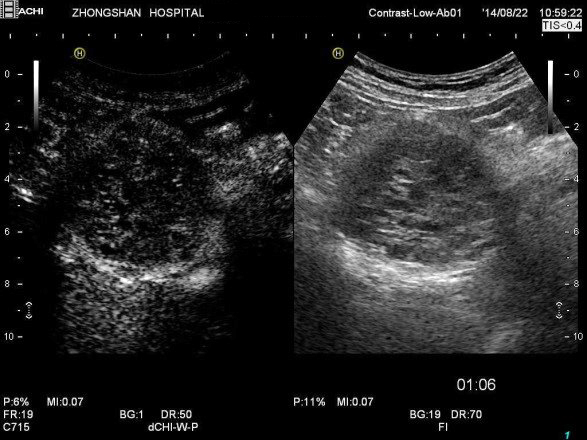 ACHI ZHONGSHAN HOSPITAL Contrast-Low-Ab01 '14/08/22 10:59:22
TIS<0.4
H H
0 0
2 2
4 4
6 6
8 8
10 10
01:06
P:6% MI:0.07 P:11% MI:0.07
FR:19 BG:1 DR:50 BG:19 DR:70
C715 dCHI-W-P FI
1